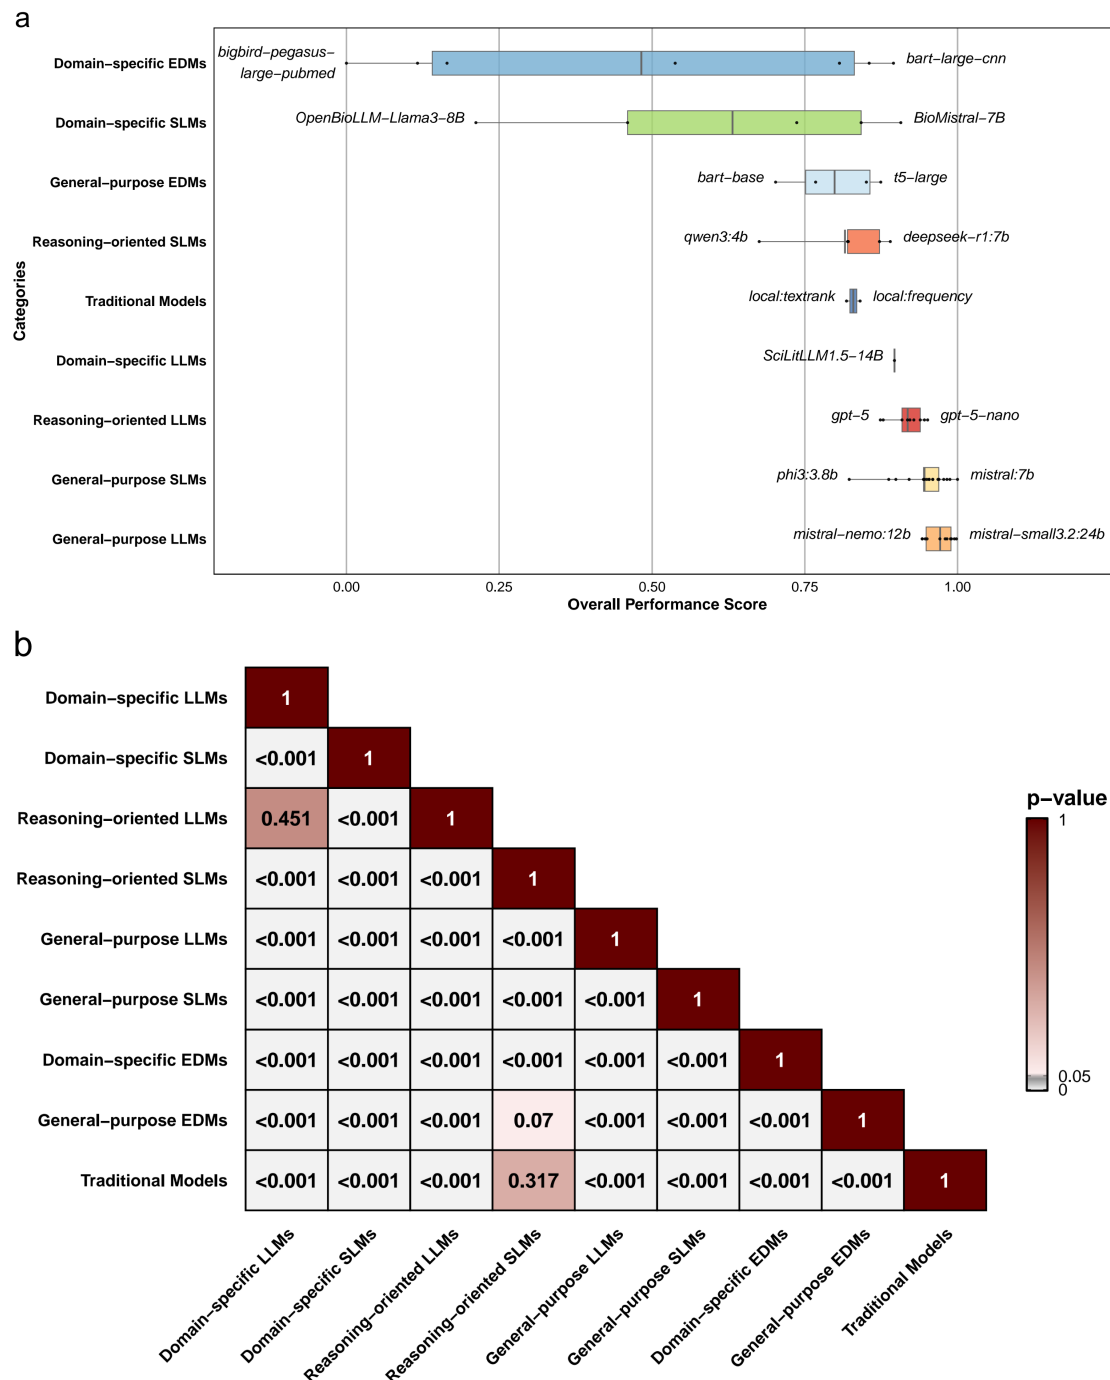 a
Categories
Domain–specific EDMs
bigbird–pegasus–
large–pubmed
bart–large–cnn
Domain–specific SLMs
OpenBioLLM–Llama3–8B
BioMistral–7B
General–purpose EDMs
bart–base
t5–large
Reasoning–oriented SLMs
qwen3:4b
deepseek–r1:7b
Traditional Models
local:textrank
local:frequency
Domain–specific LLMs
SciLitLLM1.5–14B
Reasoning–oriented LLMs
gpt–5
gpt–5–nano
General–purpose SLMs
phi3:3.8b
mistral:7b
General–purpose LLMs
mistral–nemo:12b
mistral–small3.2:24b
0.00 0.25 0.50 0.75 1.00
Overall Performance Score
b
Domain–specific LLMs 1
Domain–specific SLMs <0.001 1
Reasoning–oriented LLMs 0.451 <0.001 1
Reasoning–oriented SLMs <0.001 <0.001 <0.001 1
General–purpose LLMs <0.001 <0.001 <0.001 <0.001 1
General–purpose SLMs <0.001 <0.001 <0.001 <0.001 <0.001 1
Domain–specific EDMs <0.001 <0.001 <0.001 <0.001 <0.001 <0.001 1
General–purpose EDMs <0.001 <0.001 <0.001 0.07 <0.001 <0.001 <0.001 1
Traditional Models <0.001 <0.001 <0.001 0.317 <0.001 <0.001 <0.001 <0.001 1
Domain–specific LLMs
Domain–specific SLMs
Reasoning–oriented LLMs
Reasoning–oriented SLMs
General–purpose LLMs
General–purpose SLMs
Domain–specific EDMs
General–purpose EDMs
Traditional Models
p–value
1
0.05
0